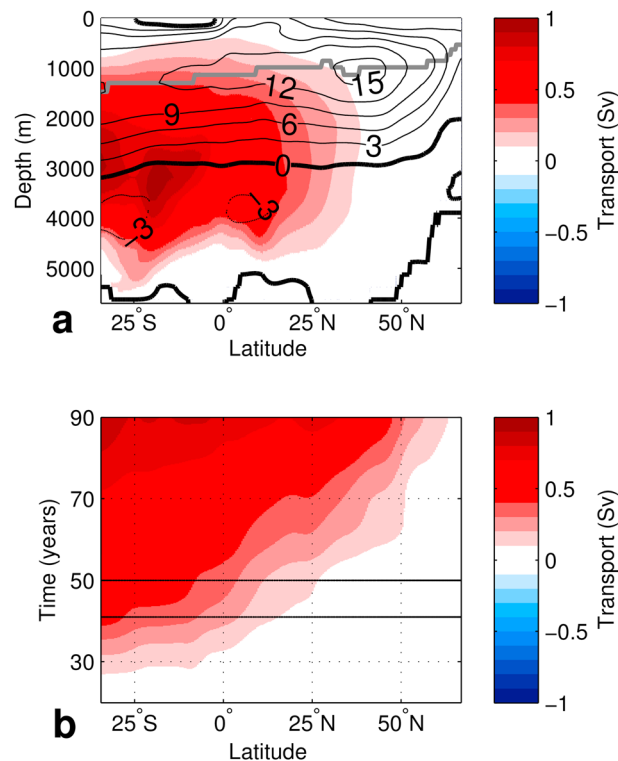 0
1000
2000
3000
4000
5000
Depth (m)
15
12
9
6
3
0
−3
−3
25°S
0°
25°N
50°N
Latitude
a
1
0.5
0
−0.5
−1
Transport (Sv)
90
70
50
30
Time (years)
25°S
0°
25°N
50°N
Latitude
b
1
0.5
0
−0.5
−1
Transport (Sv)